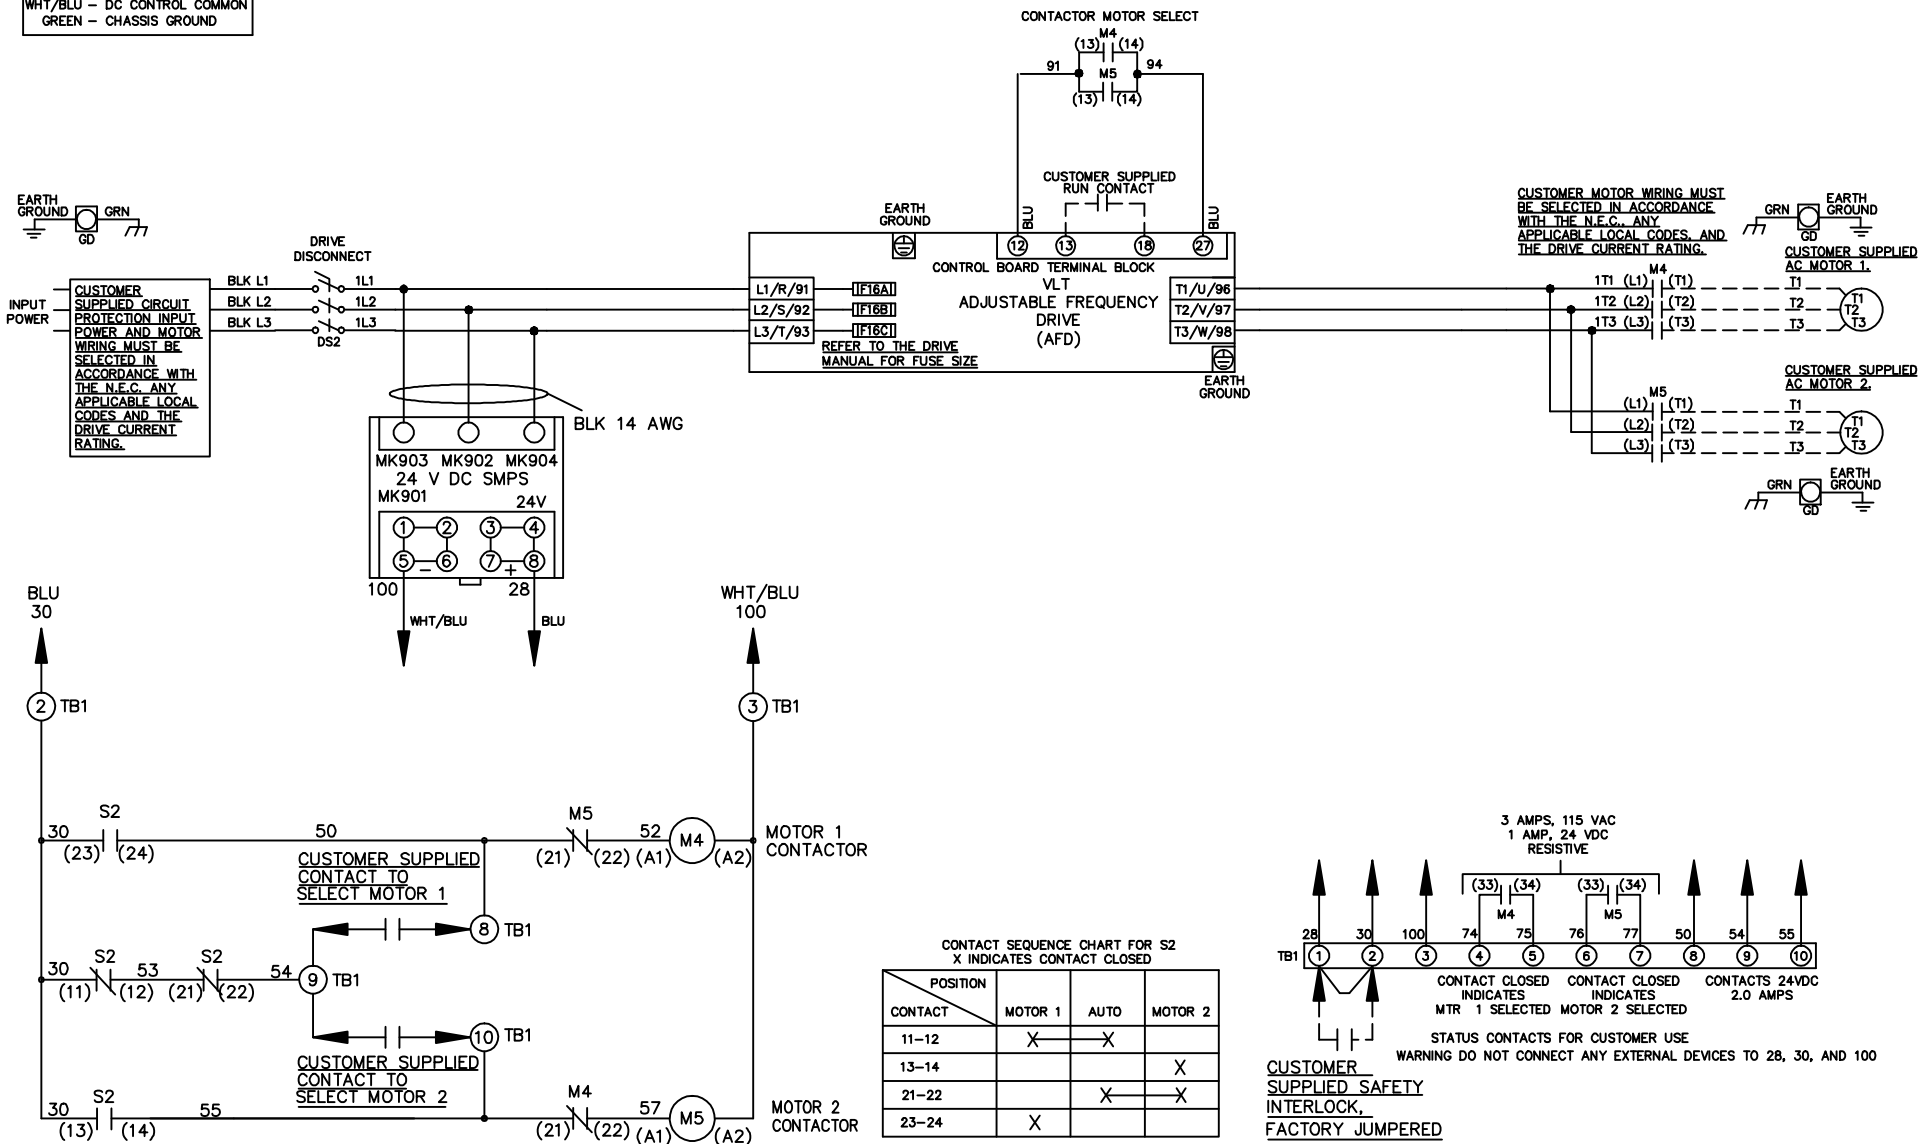 WHT/BLU – DC CONTROL COMMON
GREEN – CHASSIS GROUND
CONTACTOR MOTOR SELECT
M4
(13) (14)
91 M5 94
(13) (14)
CUSTOMER SUPPLIED
RUN CONTACT
BLU BLU
EARTH
GROUND
12 13 18 27
CONTROL BOARD TERMINAL BLOCK
VLT
ADJUSTABLE FREQUENCY
DRIVE
(AFD)
L1/R/91 F16A T1/U/96
L2/S/92 F16B T2/V/97
L3/T/93 F16C T3/W/98
REFER TO THE DRIVE
MANUAL FOR FUSE SIZE
EARTH
GROUND
EARTH
GROUND GRN
GD
DRIVE
DISCONNECT
INPUT
POWER
CUSTOMER
SUPPLIED CIRCUIT
PROTECTION INPUT
POWER AND MOTOR
WIRING MUST BE
SELECTED IN
ACCORDANCE WITH
THE N.E.C. ANY
APPLICABLE LOCAL
CODES AND THE
DRIVE CURRENT
RATING.
BLK L1 1L1
BLK L2 1L2
BLK L3 1L3
DS2
BLK 14 AWG
MK903 MK902 MK904
24 V DC SMPS
MK901
24V
1 2 3 4
5 – 6 7 + 8
100 28
WHT/BLU BLU
CUSTOMER MOTOR WIRING MUST
BE SELECTED IN ACCORDANCE
WITH THE N.E.C., ANY
APPLICABLE LOCAL CODES, AND
THE DRIVE CURRENT RATING.
GRN EARTH
GROUND
GD
CUSTOMER SUPPLIED
AC MOTOR 1.
M4
1T1 (L1) (T1) T1 T1
1T2 (L2) (T2) T2 T2
1T3 (L3) (T3) T3 T3
CUSTOMER SUPPLIED
AC MOTOR 2.
M5
(L1) (T1) T1 T1
(L2) (T2) T2 T2
(L3) (T3) T3 T3
GRN EARTH
GROUND
GD
BLU
30
WHT/BLU
100
2 TB1
3 TB1
S2 M5
30 50 52 M4 MOTOR 1
(23) (24) (21) (22) (A1) (A2) CONTACTOR
CUSTOMER SUPPLIED
CONTACT TO
SELECT MOTOR 1
8 TB1
S2 S2
30 53 54 9 TB1
(11) (12) (21) (22)
10 TB1
CUSTOMER SUPPLIED
CONTACT TO
SELECT MOTOR 2
S2 M4
30 55 57 M5 MOTOR 2
(13) (14) (21) (22) (A1) (A2) CONTACTOR
CONTACT SEQUENCE CHART FOR S2
X INDICATES CONTACT CLOSED
POSITION
CONTACT MOTOR 1 AUTO MOTOR 2
11–12 X X
13–14 X
21–22 X X
23–24 X
3 AMPS, 115 VAC
1 AMP, 24 VDC
RESISTIVE
(33) (34) (33) (34)
M4 M5
28 30 100 74 75 76 77 50 54 55
TB1 1 2 3 4 5 6 7 8 9 10
CONTACT CLOSED
INDICATES
MTR 1 SELECTED
CONTACT CLOSED
INDICATES
MOTOR 2 SELECTED
CONTACTS 24VDC
2.0 AMPS
STATUS CONTACTS FOR CUSTOMER USE
WARNING DO NOT CONNECT ANY EXTERNAL DEVICES TO 28, 30, AND 100
CUSTOMER
SUPPLIED SAFETY
INTERLOCK,
FACTORY JUMPERED